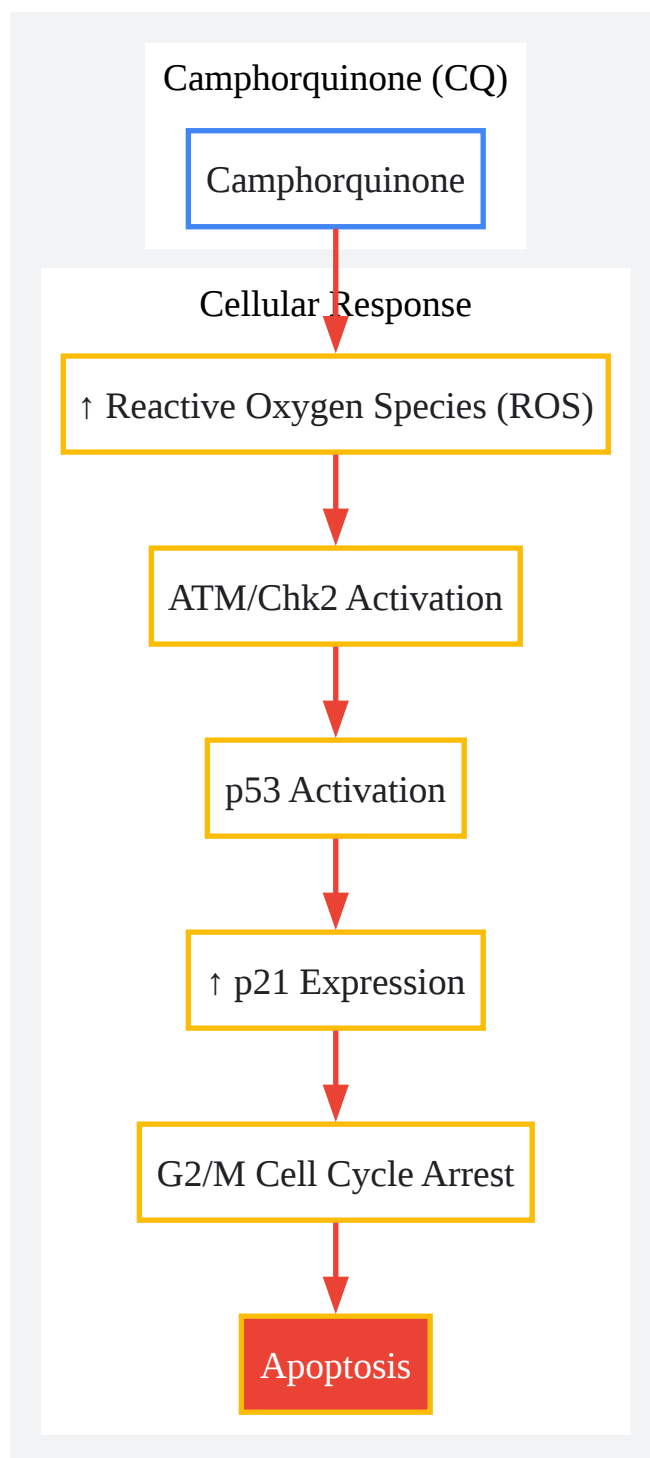 Camphorquinone (CQ)
Camphorquinone
Cellular Response
↑ Reactive Oxygen Species (ROS)
ATM/Chk2 Activation
p53 Activation
↑ p21 Expression
G2/M Cell Cycle Arrest
Apoptosis